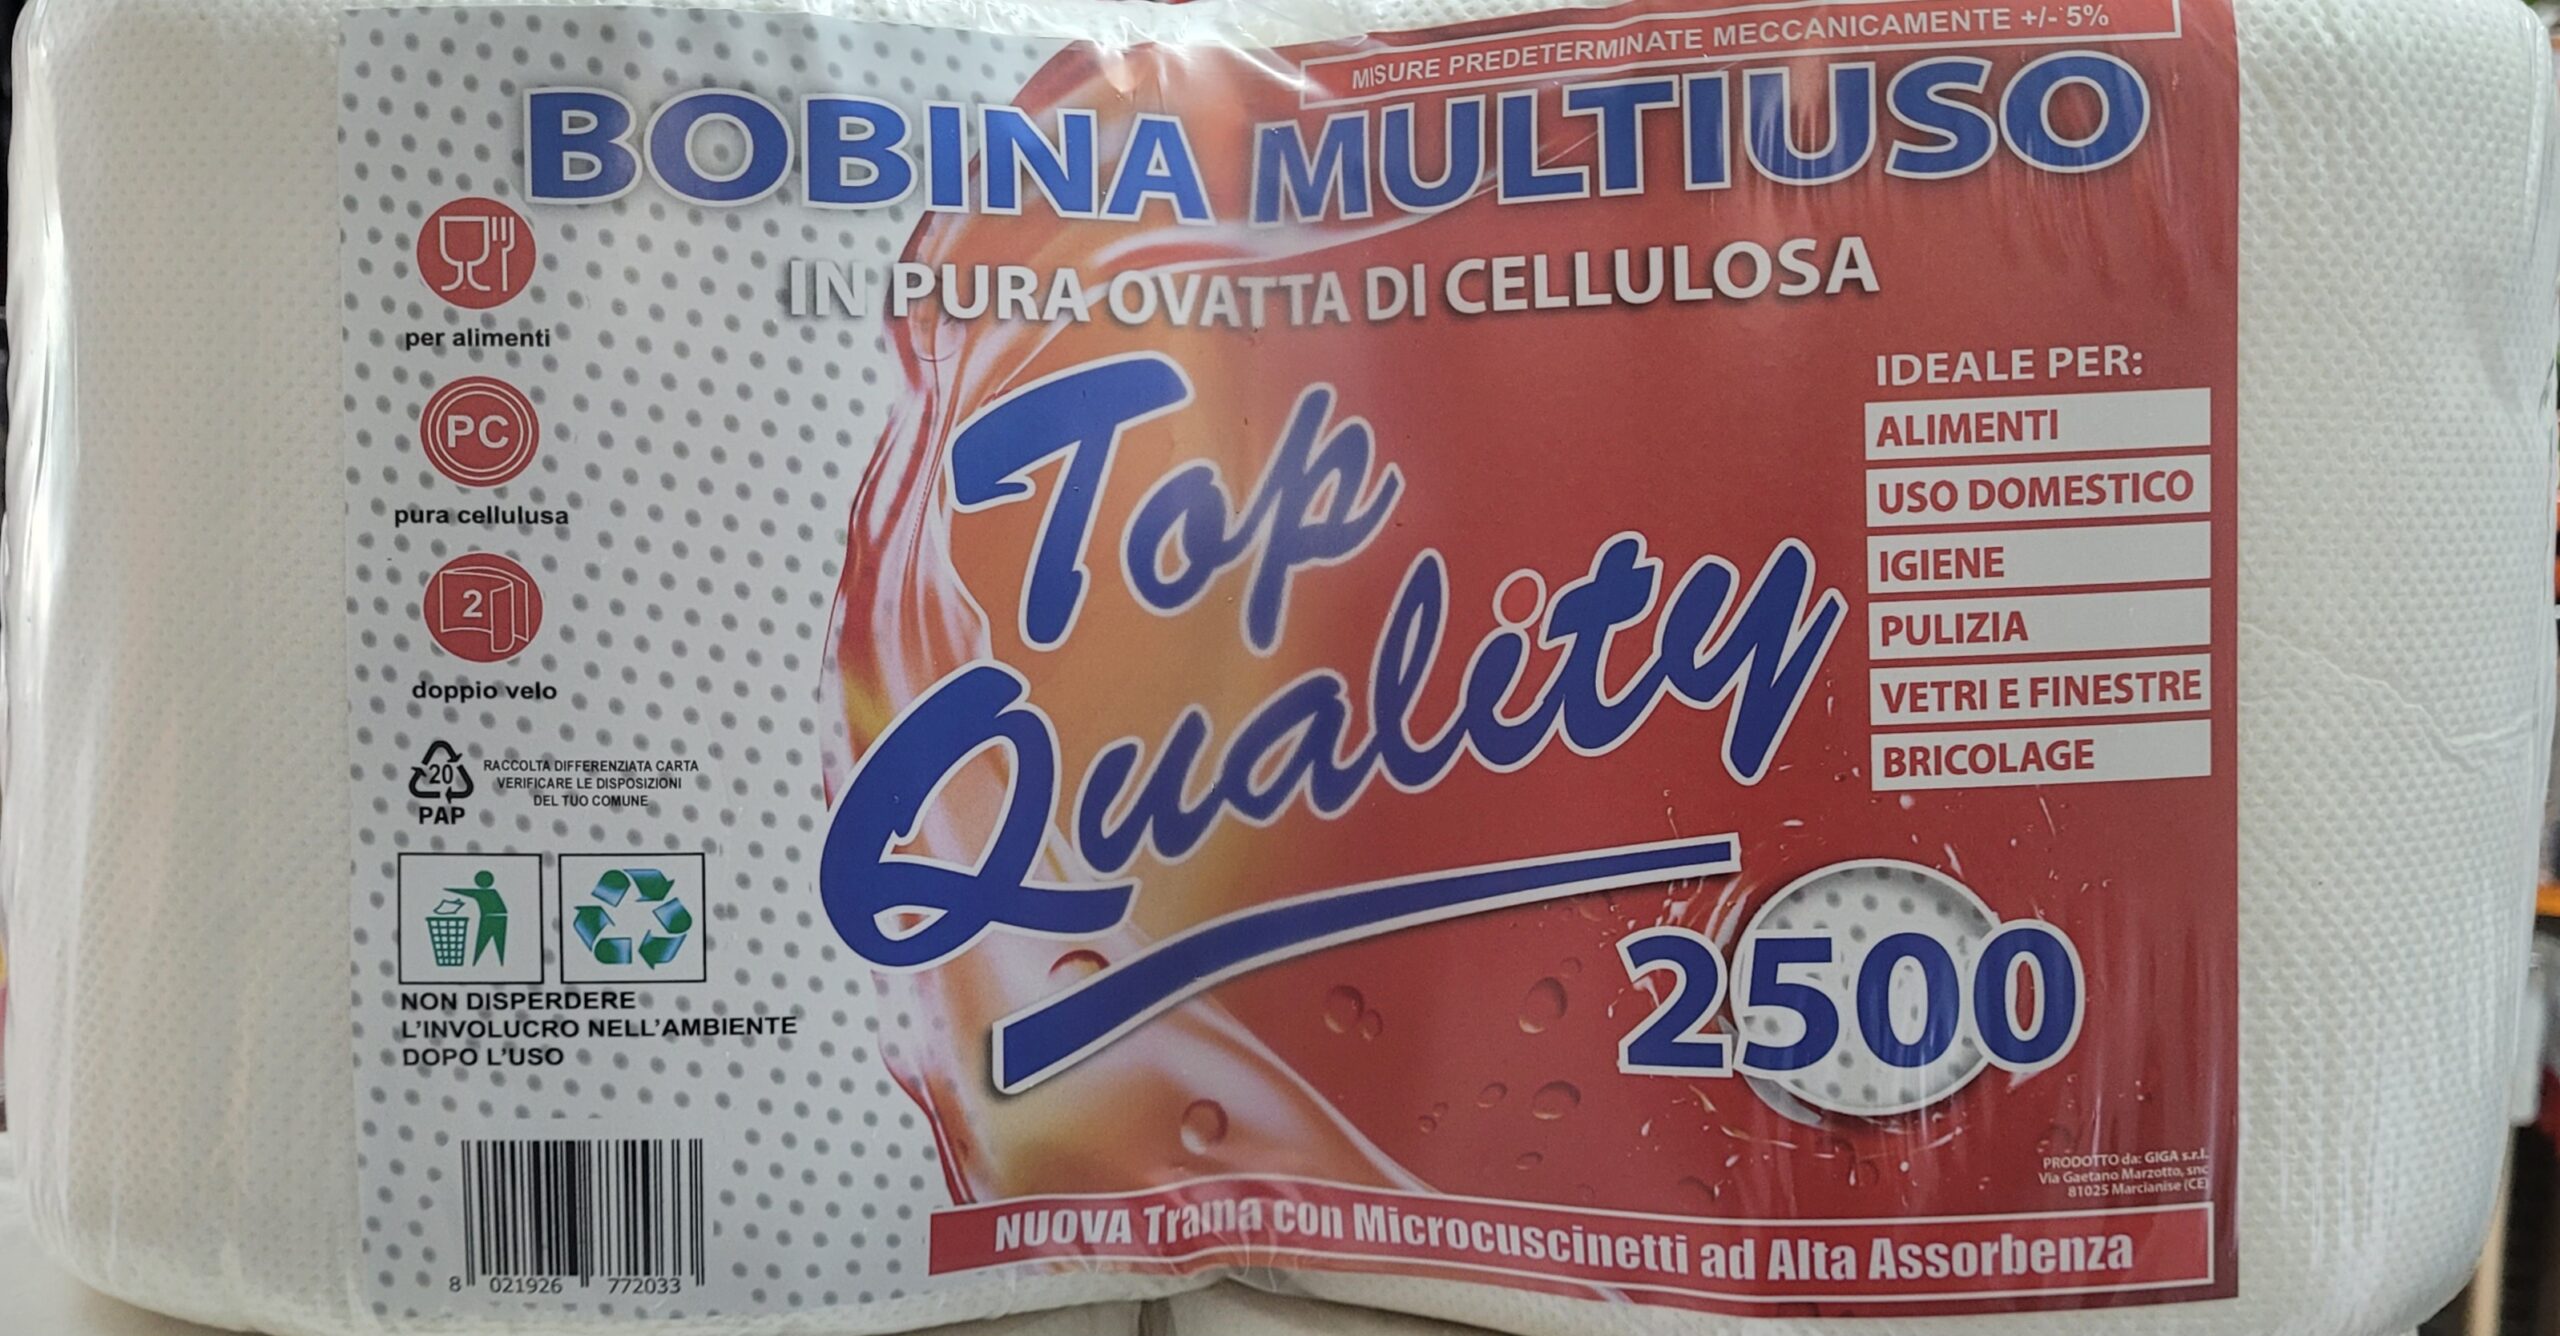 MISURE PREDETERMINATE MECCANICAMENTE +/- 5%
BOBINA MULTIUSO
IN PURA OVATTA DI CELLULOSA
per alimenti
PC
pura cellulusa
2
doppio velo
20
PAP
RACCOLTA DIFFERENZIATA CARTA
VERIFICARE LE DISPOSIZIONI
DEL TUO COMUNE
NON DISPERDERE
L'INVOLUCRO NELL'AMBIENTE
DOPO L'USO
8 021926 772033
Top
Quality
IDEALE PER:
ALIMENTI
USO DOMESTICO
IGIENE
PULIZIA
VETRI E FINESTRE
BRICOLAGE
2500
PRODOTTO da: GIGA s.r.l.
Via Gaetano Marzotto, snc
81025 Marcianise (CE)
NUOVA Trama con Microcuscinetti ad Alta Assorbenza